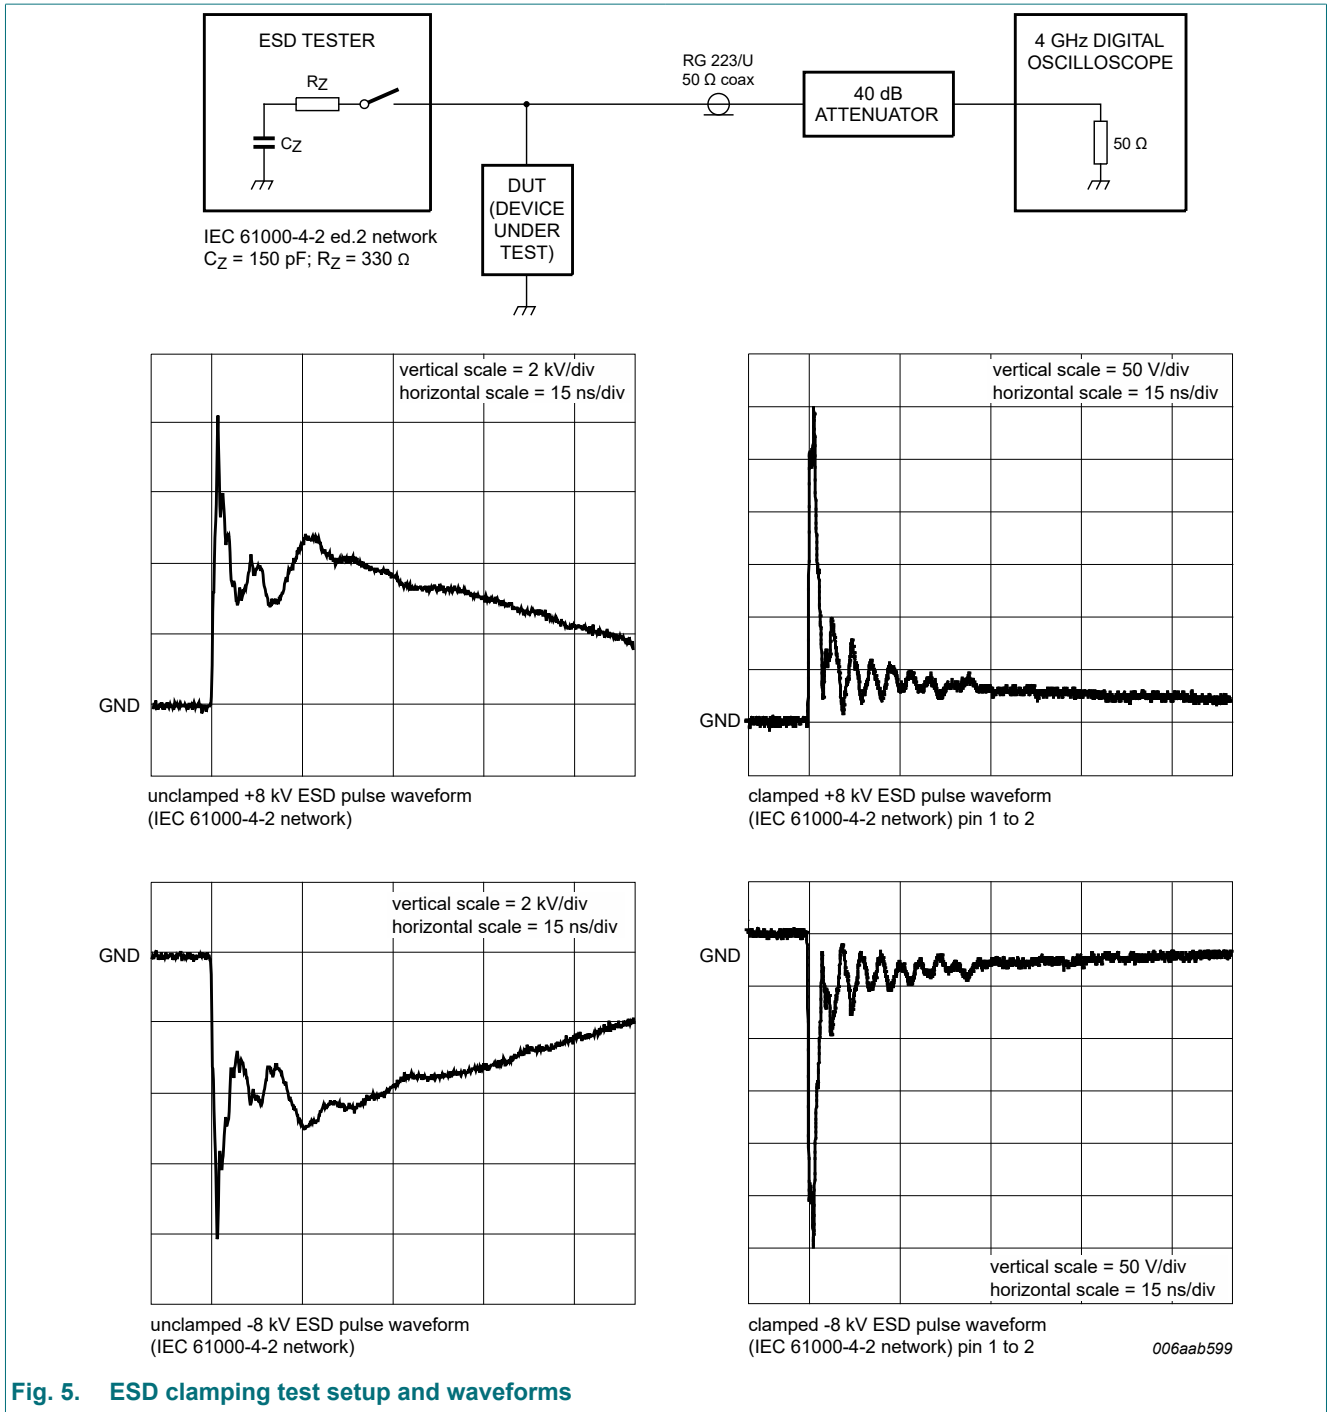 ESD TESTER
RZ
CZ
IEC 61000-4-2 ed.2 network
CZ = 150 pF; RZ = 330 Ω
DUT
(DEVICE
UNDER
TEST)
RG 223/U
50 Ω coax
40 dB
ATTENUATOR
4 GHz DIGITAL
OSCILLOSCOPE
50 Ω
vertical scale = 2 kV/div
horizontal scale = 15 ns/div
GND
unclamped +8 kV ESD pulse waveform
(IEC 61000-4-2 network)
vertical scale = 50 V/div
horizontal scale = 15 ns/div
GND
clamped +8 kV ESD pulse waveform
(IEC 61000-4-2 network) pin 1 to 2
vertical scale = 2 kV/div
horizontal scale = 15 ns/div
GND
unclamped -8 kV ESD pulse waveform
(IEC 61000-4-2 network)
GND
vertical scale = 50 V/div
horizontal scale = 15 ns/div
clamped -8 kV ESD pulse waveform
(IEC 61000-4-2 network) pin 1 to 2
006aab599
Fig. 5. ESD clamping test setup and waveforms